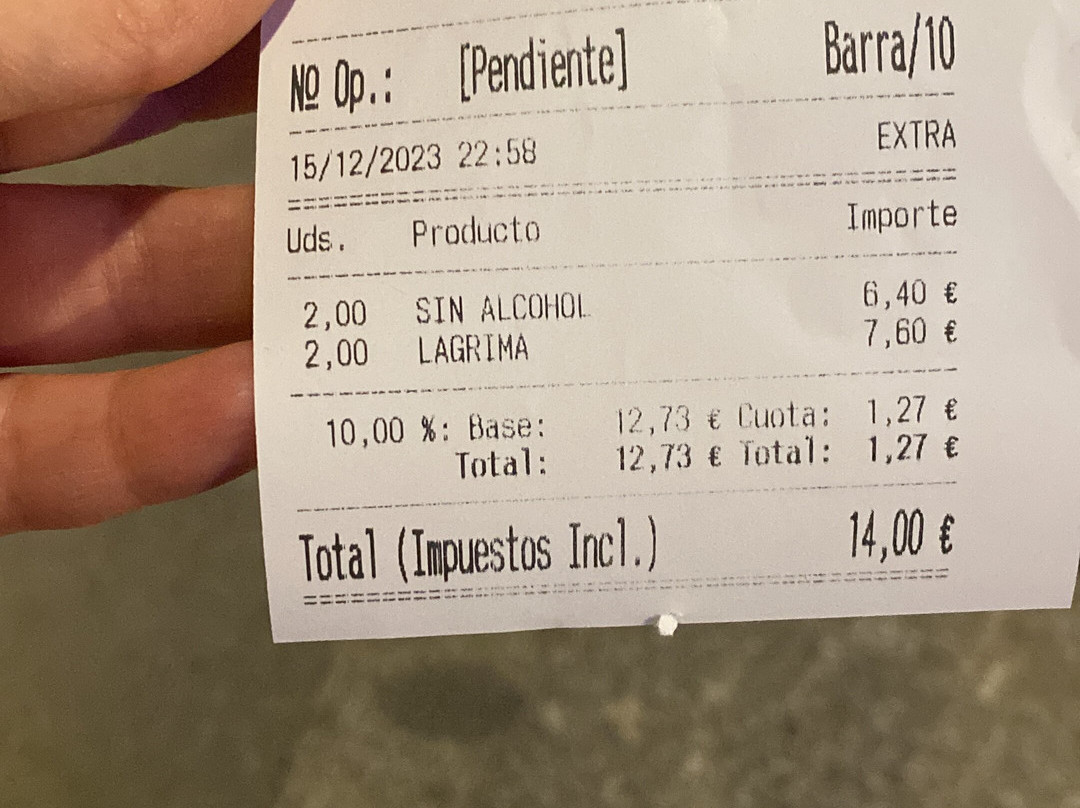 Nº Op.: [Pendiente] Barra/10
15/12/2023 22:58 EXTRA
Uds. Producto Importe
2,00 SIN ALCOHOL 6,40 €
2,00 LAGRIMA 7,60 €
10,00 %: Base: 12,73 € Cuota: 1,27 €
Total: 12,73 € Total: 1,27 €
Total (Impuestos Incl.) 14,00 €